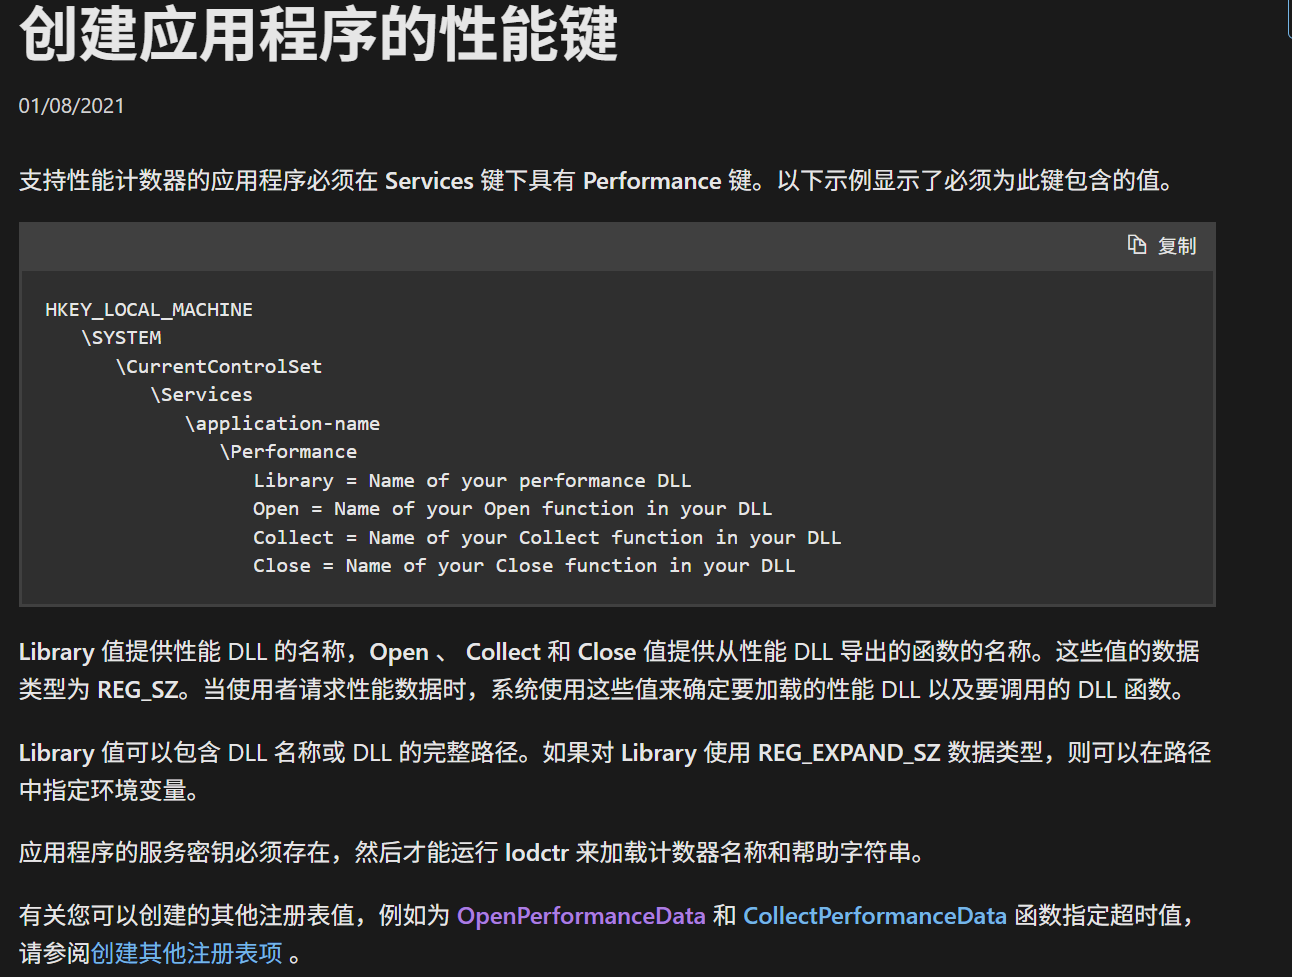 创建应用程序的性能键
01/08/2021
支持性能计数器的应用程序必须在 Services 键下具有 Performance 键。以下示例显示了必须为此键包含的值。
复制
HKEY_LOCAL_MACHINE
   \SYSTEM
      \CurrentControlSet
         \Services
            \application-name
               \Performance
                  Library = Name of your performance DLL
                  Open = Name of your Open function in your DLL
                  Collect = Name of your Collect function in your DLL
                  Close = Name of your Close function in your DLL
Library 值提供性能 DLL 的名称，Open 、 Collect 和 Close 值提供从性能 DLL 导出的函数的名称。这些值的数据
类型为 REG_SZ。当使用者请求性能数据时，系统使用这些值来确定要加载的性能 DLL 以及要调用的 DLL 函数。
Library 值可以包含 DLL 名称或 DLL 的完整路径。如果对 Library 使用 REG_EXPAND_SZ 数据类型，则可以在路径
中指定环境变量。
应用程序的服务密钥必须存在，然后才能运行 lodctr 来加载计数器名称和帮助字符串。
有关您可以创建的其他注册表值，例如为 OpenPerformanceData 和 CollectPerformanceData 函数指定超时值，
请参阅创建其他注册表项 。